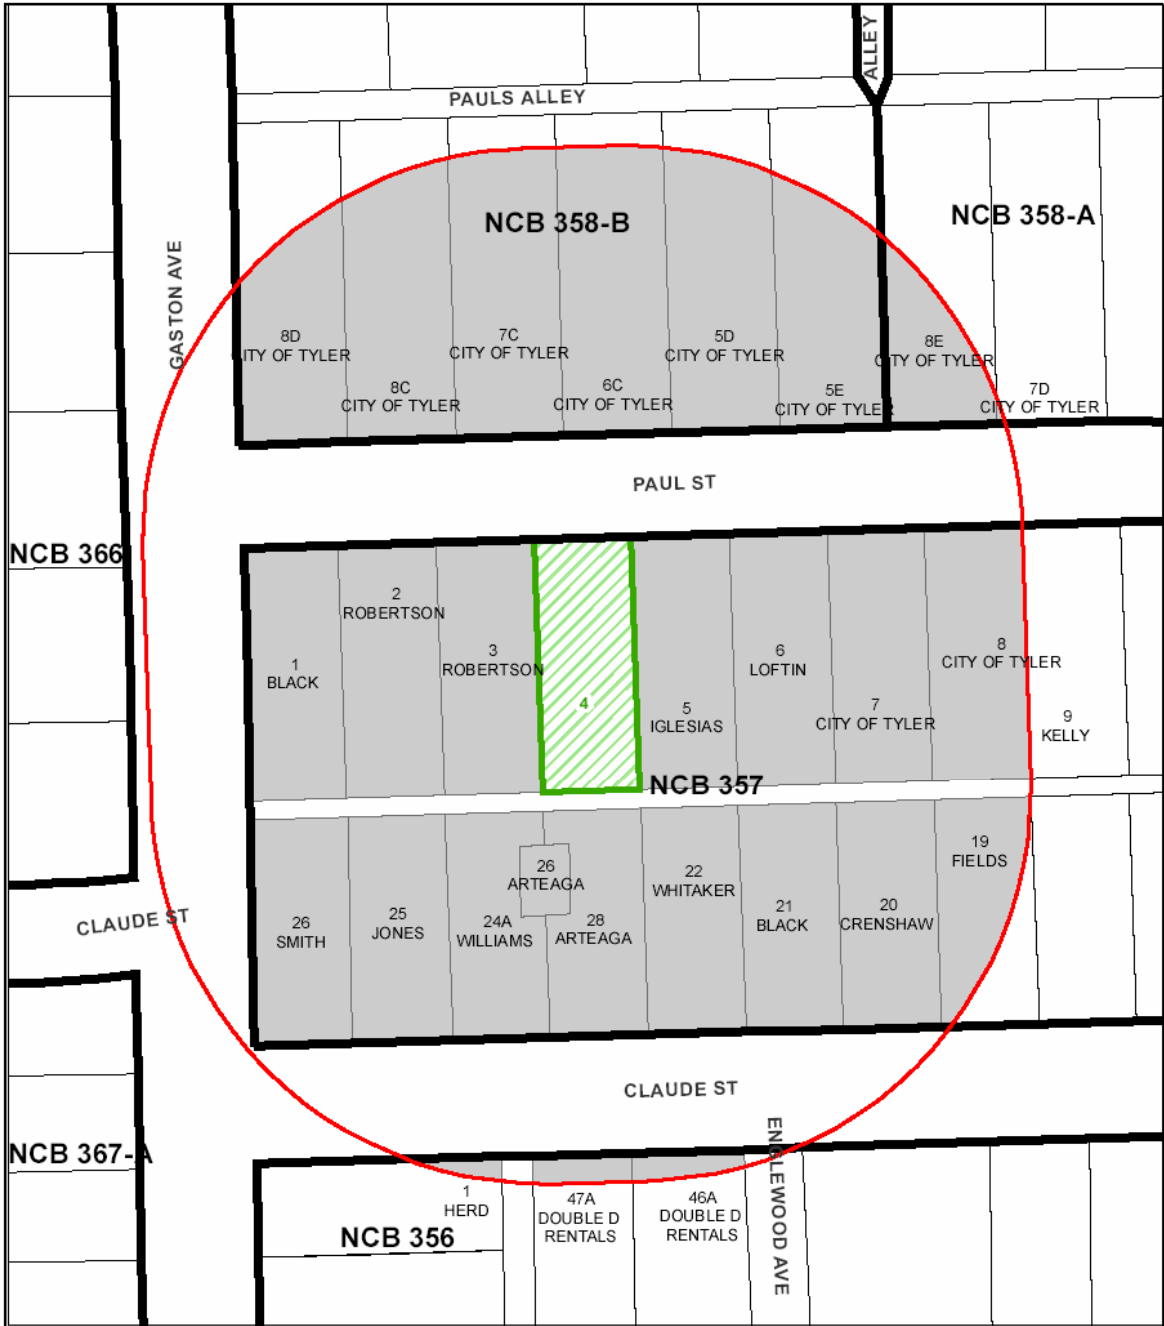 ALLEY
PAULS ALLEY
NCB 358-B
NCB 358-A
GASTON AVE
8D
ITY OF TYLER
8C
CITY OF TYLER
7C
CITY OF TYLER
6C
CITY OF TYLER
5D
CITY OF TYLER
5E
CITY OF TYLER
8E
CITY OF TYLER
7D
CITY OF TYLER
PAUL ST
NCB 366
1
BLACK
2
ROBERTSON
3
ROBERTSON
4
5
IGLESIAS
6
LOFTIN
7
CITY OF TYLER
8
CITY OF TYLER
9
KELLY
NCB 357
26
SMITH
25
JONES
24A
WILLIAMS
26
ARTEAGA
28
ARTEAGA
22
WHITAKER
21
BLACK
20
CRENSHAW
19
FIELDS
CLAUDE ST
CLAUDE ST
NCB 367-A
ENGLEWOOD AVE
1
HERD
47A
DOUBLE D
RENTALS
46A
DOUBLE D
RENTALS
NCB 356